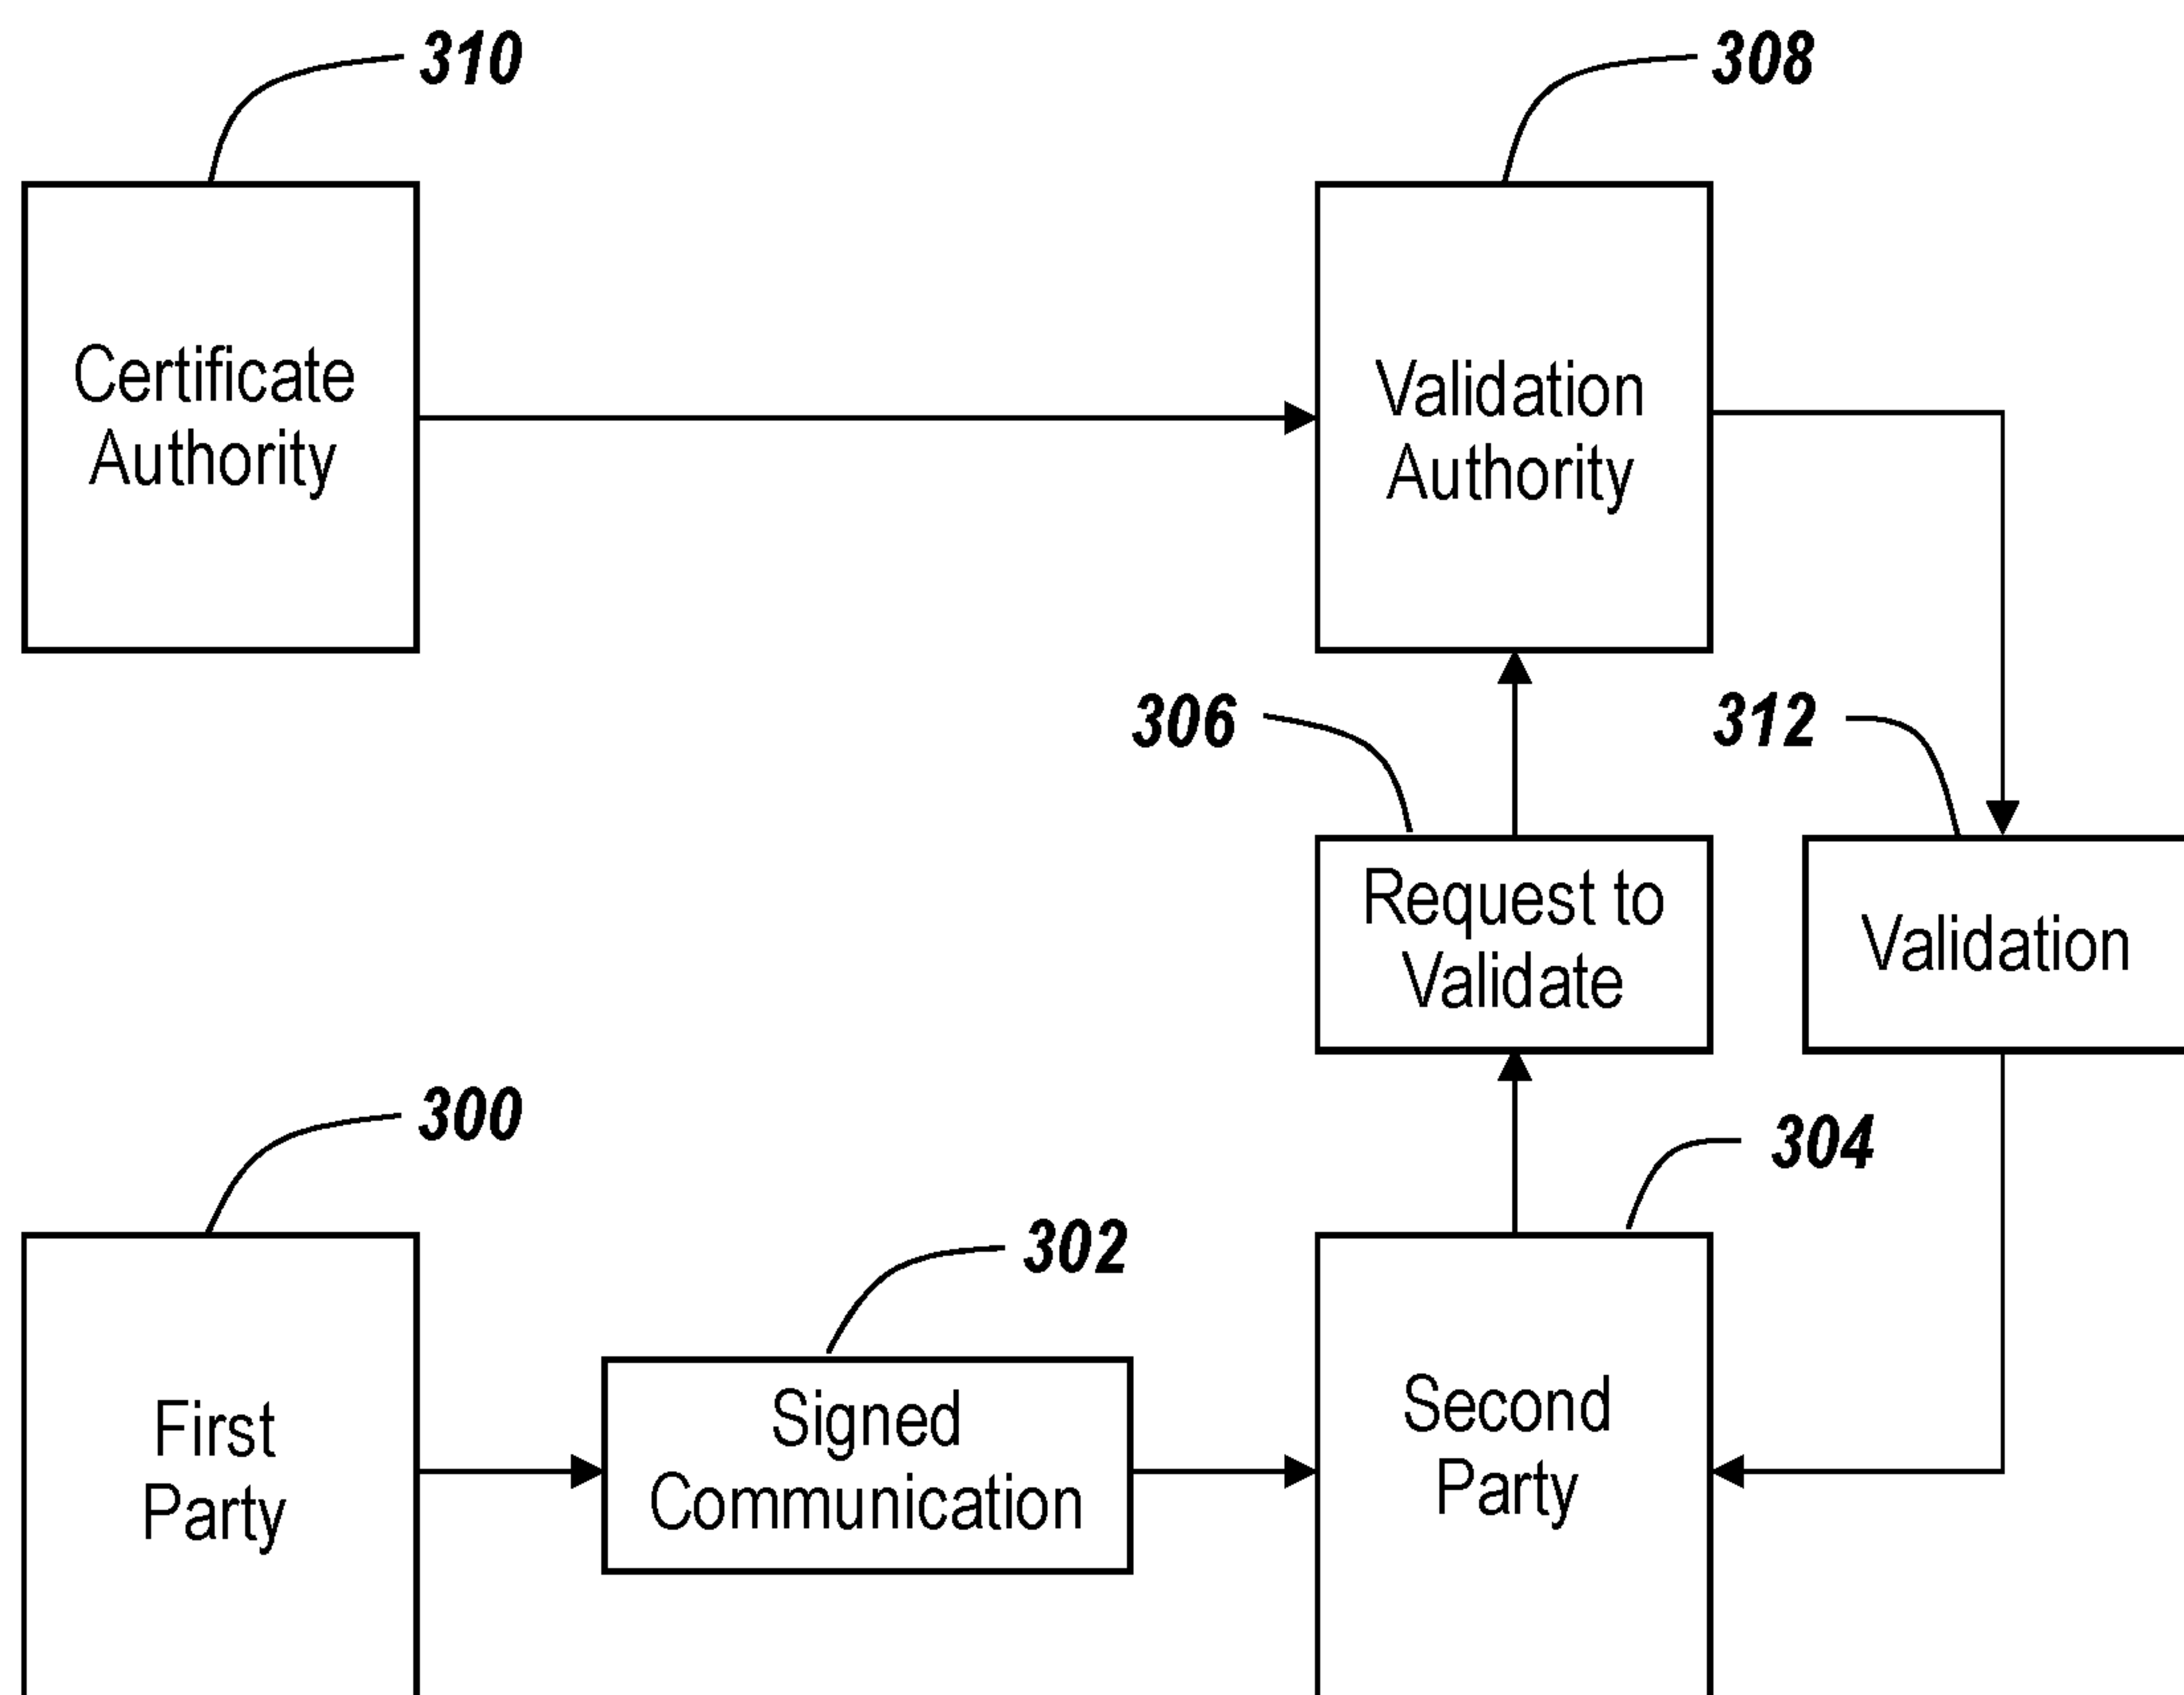 310
308
Certificate
Authority
Validation
Authority
306
312
Request to
Validate
Validation
300
304
302
First
Party
Signed
Communication
Second
Party